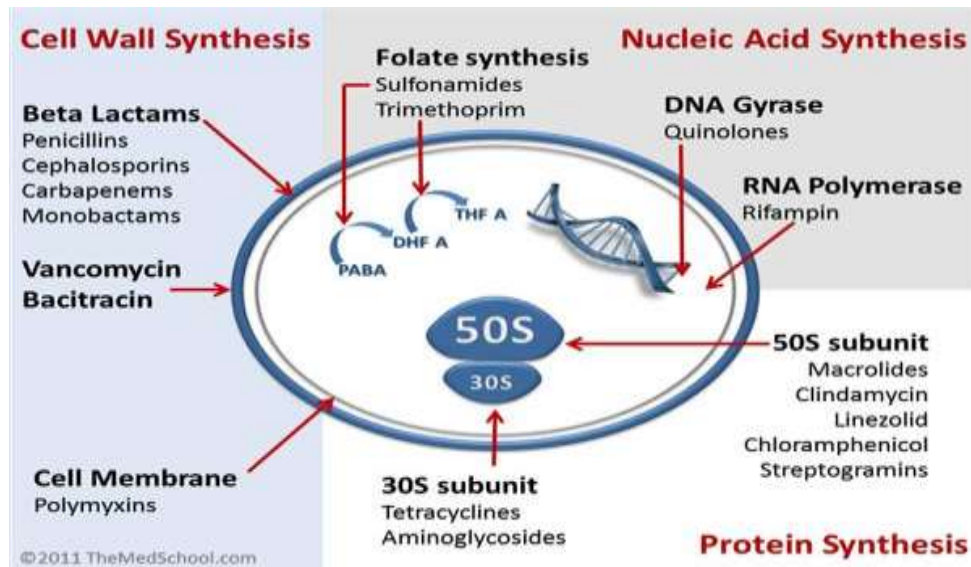 Cell Wall Synthesis
Beta Lactams
Penicillins
Cephalosporins
Carbapenems
Monobactams
Vancomycin
Bacitracin
Cell Membrane
Polymyxins
©2011 TheMedSchool.com
Nucleic Acid Synthesis
Folate synthesis
Sulfonamides
Trimethoprim
DNA Gyrase
Quinolones
RNA Polymerase
Rifampin
THF A
DHF A
PABA
50S
30S
50S subunit
Macrolides
Clindamycin
Linezolid
Chloramphenicol
Streptogramins
30S subunit
Tetracyclines
Aminoglycosides
Protein Synthesis